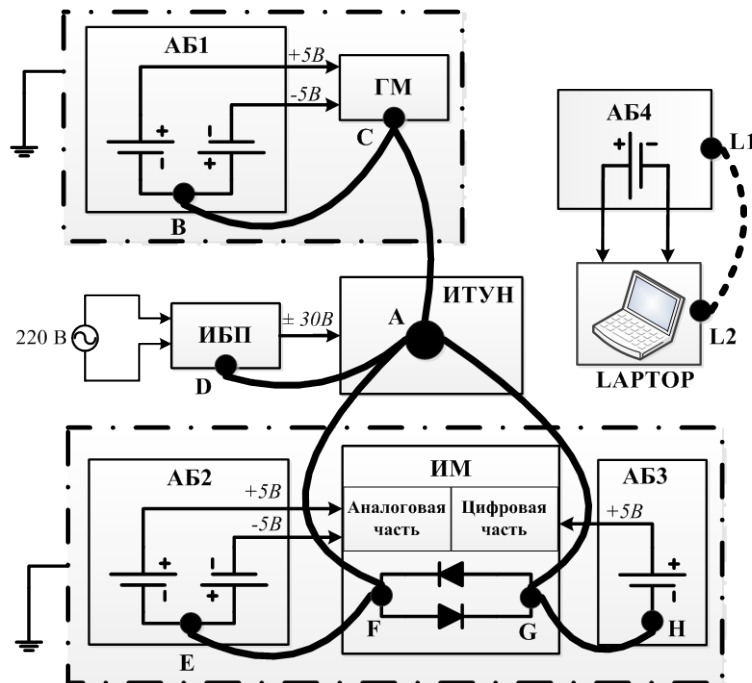 АБ1
+5В
-5В
ГМ
C
B
АБ4
+
-
L1
L2
LAPTOP
220 В
ИБП
± 30В
D
A
ИТУН
АБ2
+5В
-5В
ИМ
Аналоговая
часть
Цифровая
часть
АБ3
+5В
E
F
G
H